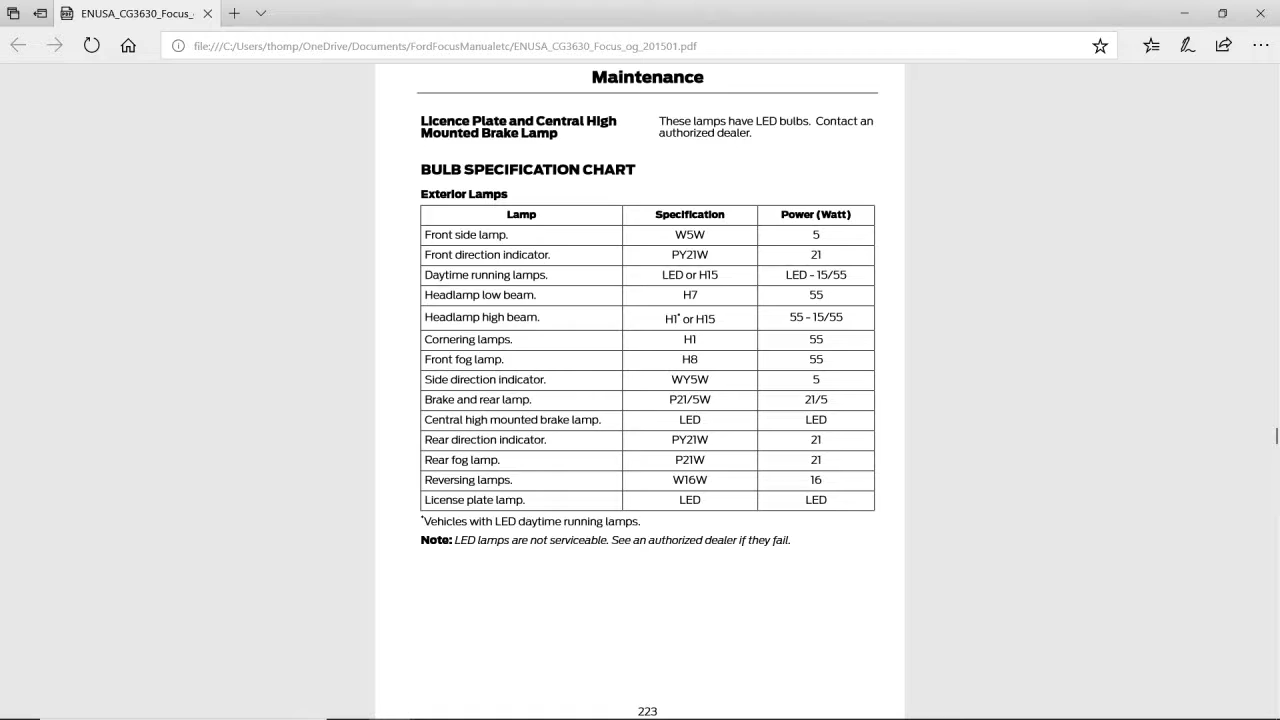 ENUSA_CG3630_Focus_
file:///C:/Users/thomp/OneDrive/Documents/FordFocusManualetc/ENUSA_CG3630_Focus_og_201501.pdf
Maintenance
Licence Plate and Central High
Mounted Brake Lamp
These lamps have LED bulbs. Contact an
authorized dealer.
BULB SPECIFICATION CHART
Exterior Lamps
Lamp Specification Power (Watt)
Front side lamp. W5W 5
Front direction indicator. PY21W 21
Daytime running lamps. LED or H15 LED - 15/55
Headlamp low beam. H7 55
Headlamp high beam. H1* or H15 55 - 15/55
Cornering lamps. H1 55
Front fog lamp. H8 55
Side direction indicator. WY5W 5
Brake and rear lamp. P21/5W 21/5
Central high mounted brake lamp. LED LED
Rear direction indicator. PY21W 21
Rear fog lamp. P21W 21
Reversing lamps. W16W 16
License plate lamp. LED LED
*Vehicles with LED daytime running lamps.
Note: LED lamps are not serviceable. See an authorized dealer if they fail.
223